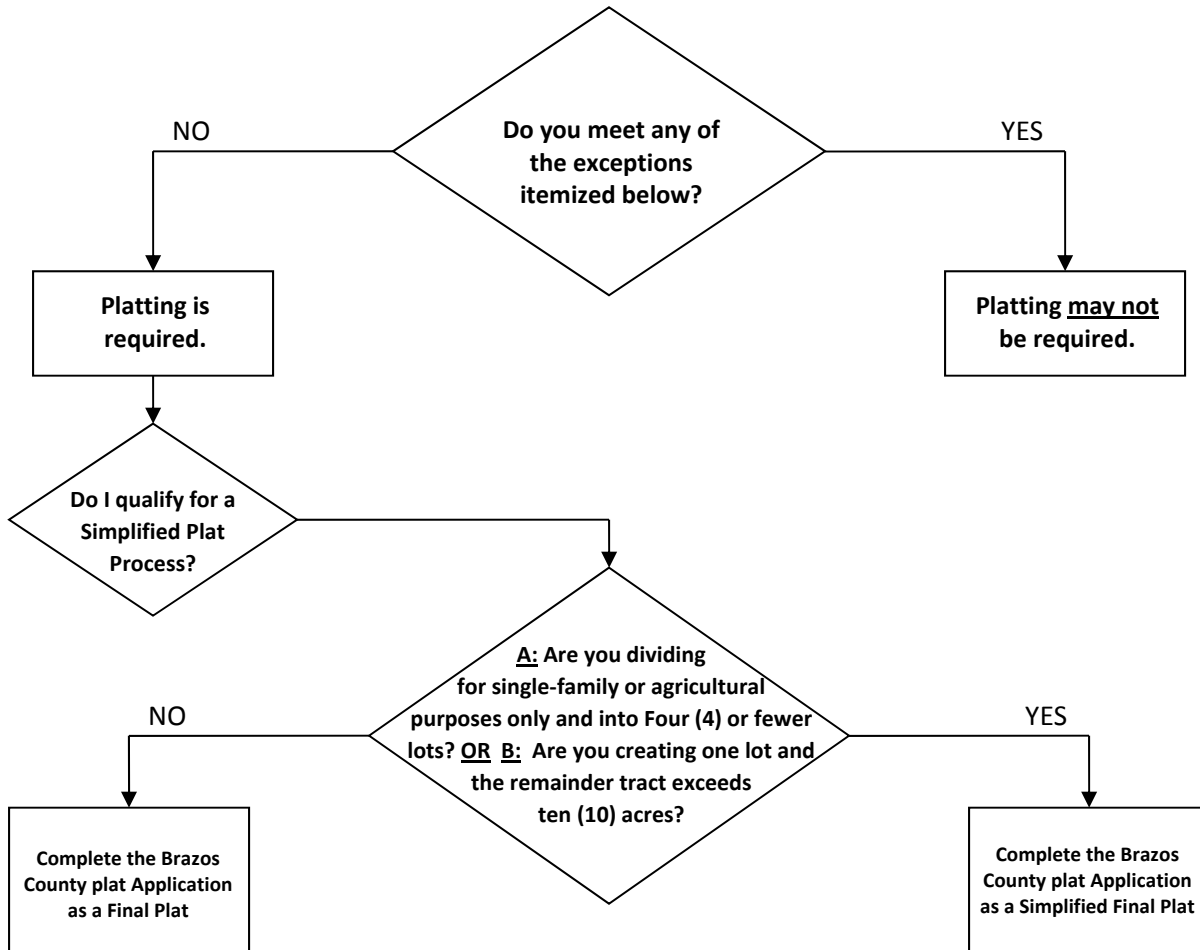 NO
Do you meet any of
the exceptions
itemized below?
YES
Platting is
required.
Platting may not
be required.
Do I qualify for a
Simplified Plat
Process?
A: Are you dividing
for single-family or agricultural
purposes only and into Four (4) or fewer
lots? OR B: Are you creating one lot and
the remainder tract exceeds
ten (10) acres?
NO
YES
Complete the Brazos
County plat Application
as a Final Plat
Complete the Brazos
County plat Application
as a Simplified Final Plat